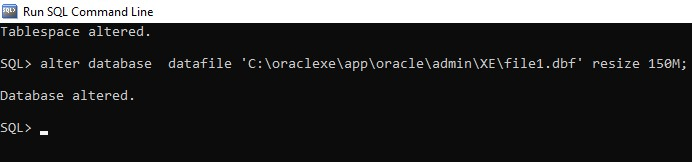 Run SQL Command Line
Tablespace altered.
SQL> alter database  datafile 'C:\oraclexe\app\oracle\admin\XE\file1.dbf' resize 150M;
Database altered.
SQL>